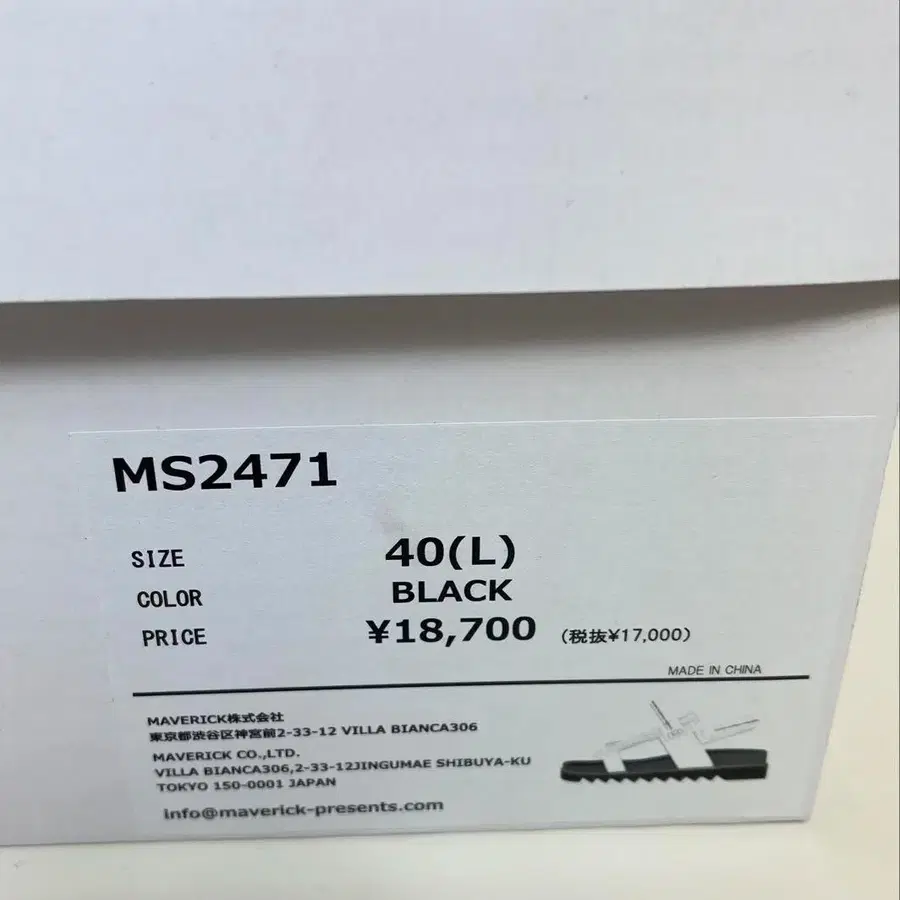 MS2471
SIZE 40(L)
COLOR BLACK
PRICE ¥18,700 (税抜¥17,000)
MADE IN CHINA
MAVERICK株式会社
東京都渋谷区神宮前2-33-12 VILLA BIANCA306
MAVERICK CO.,LTD.
VILLA BIANCA306,2-33-12JINGUMAE SHIBUYA-KU
TOKYO 150-0001 JAPAN
info@maverick-presents.com